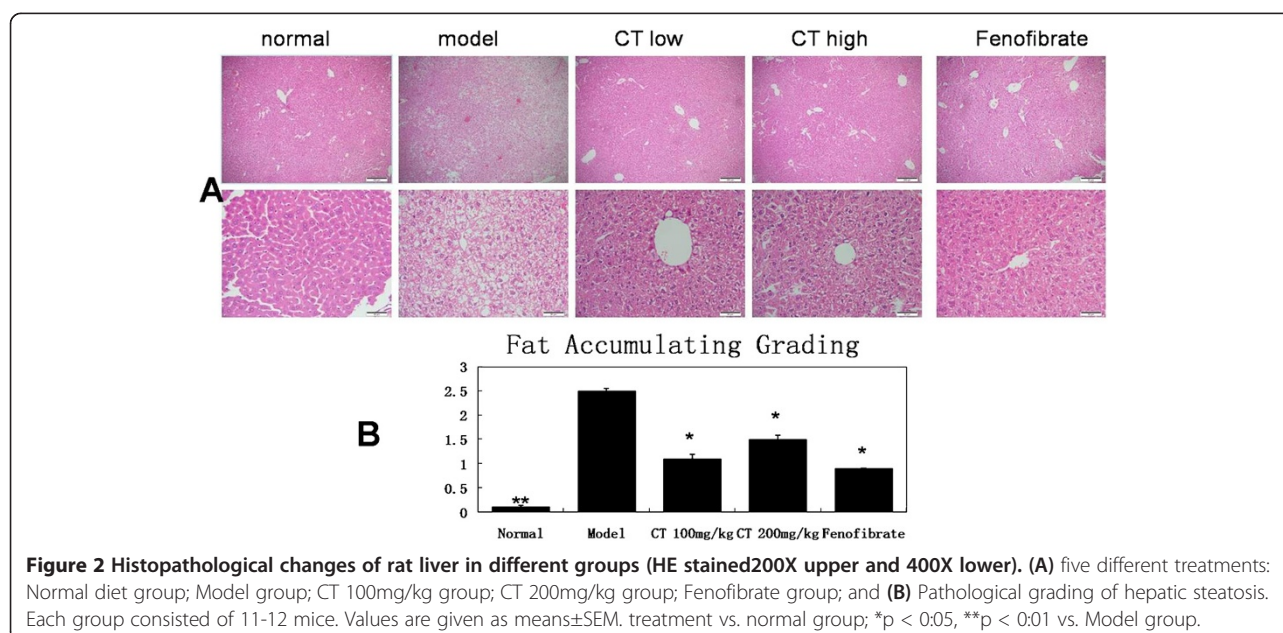 normal model CT low CT high Fenofibrate
A
Fat Accumulating Grading
B
3
2.5
2
1.5
1
0.5
0
** * * *
Normal Model CT 100mg/kg CT 200mg/kg Fenofibrate
Figure 2 Histopathological changes of rat liver in different groups (HE stained200X upper and 400X lower). (A) five different treatments:
Normal diet group; Model group; CT 100mg/kg group; CT 200mg/kg group; Fenofibrate group; and (B) Pathological grading of hepatic steatosis.
Each group consisted of 11-12 mice. Values are given as means±SEM. treatment vs. normal group; *p < 0:05, **p < 0:01 vs. Model group.